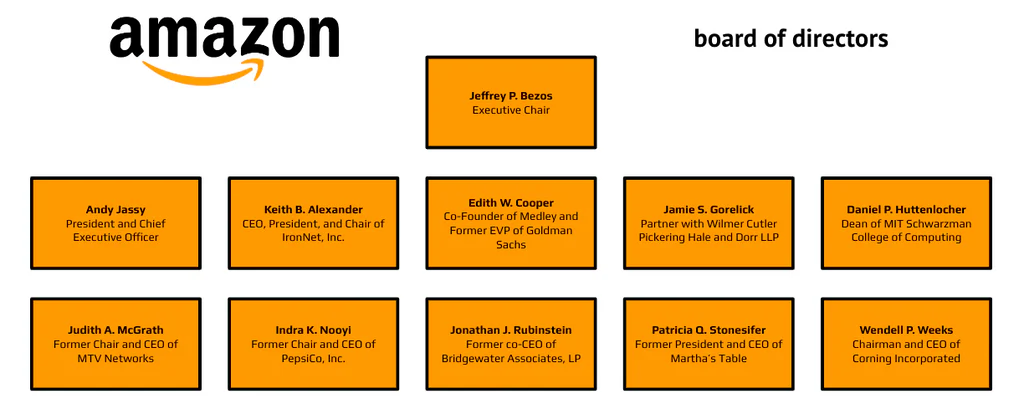 amazon
board of directors
Jeffrey P. Bezos
Executive Chair
Andy Jassy
President and Chief
Executive Officer
Keith B. Alexander
CEO, President, and Chair of
IronNet, Inc.
Edith W. Cooper
Co-Founder of Medley and
Former EVP of Goldman
Sachs
Jamie S. Gorelick
Partner with Wilmer Cutler
Pickering Hale and Dorr LLP
Daniel P. Huttenlocher
Dean of MIT Schwarzman
College of Computing
Judith A. McGrath
Former Chair and CEO of
MTV Networks
Indra K. Nooyi
Former Chair and CEO of
PepsiCo, Inc.
Jonathan J. Rubinstein
Former co-CEO of
Bridgewater Associates, LP
Patricia Q. Stonesifer
Former President and CEO of
Martha's Table
Wendell P. Weeks
Chairman and CEO of
Corning Incorporated